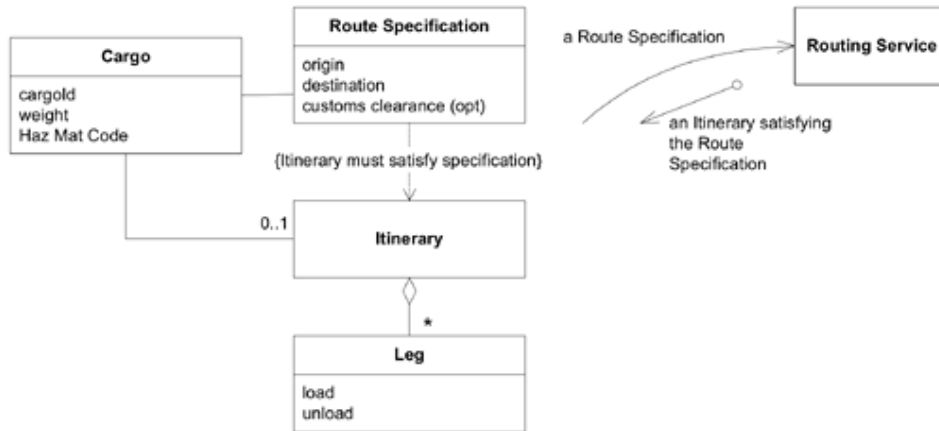 Cargo
cargoId
weight
Haz Mat Code
Route Specification
origin
destination
customs clearance (opt)
{Itinerary must satisfy specification}
0..1
Itinerary
*
Leg
load
unload
a Route Specification
Routing Service
an Itinerary satisfying
the Route
Specification